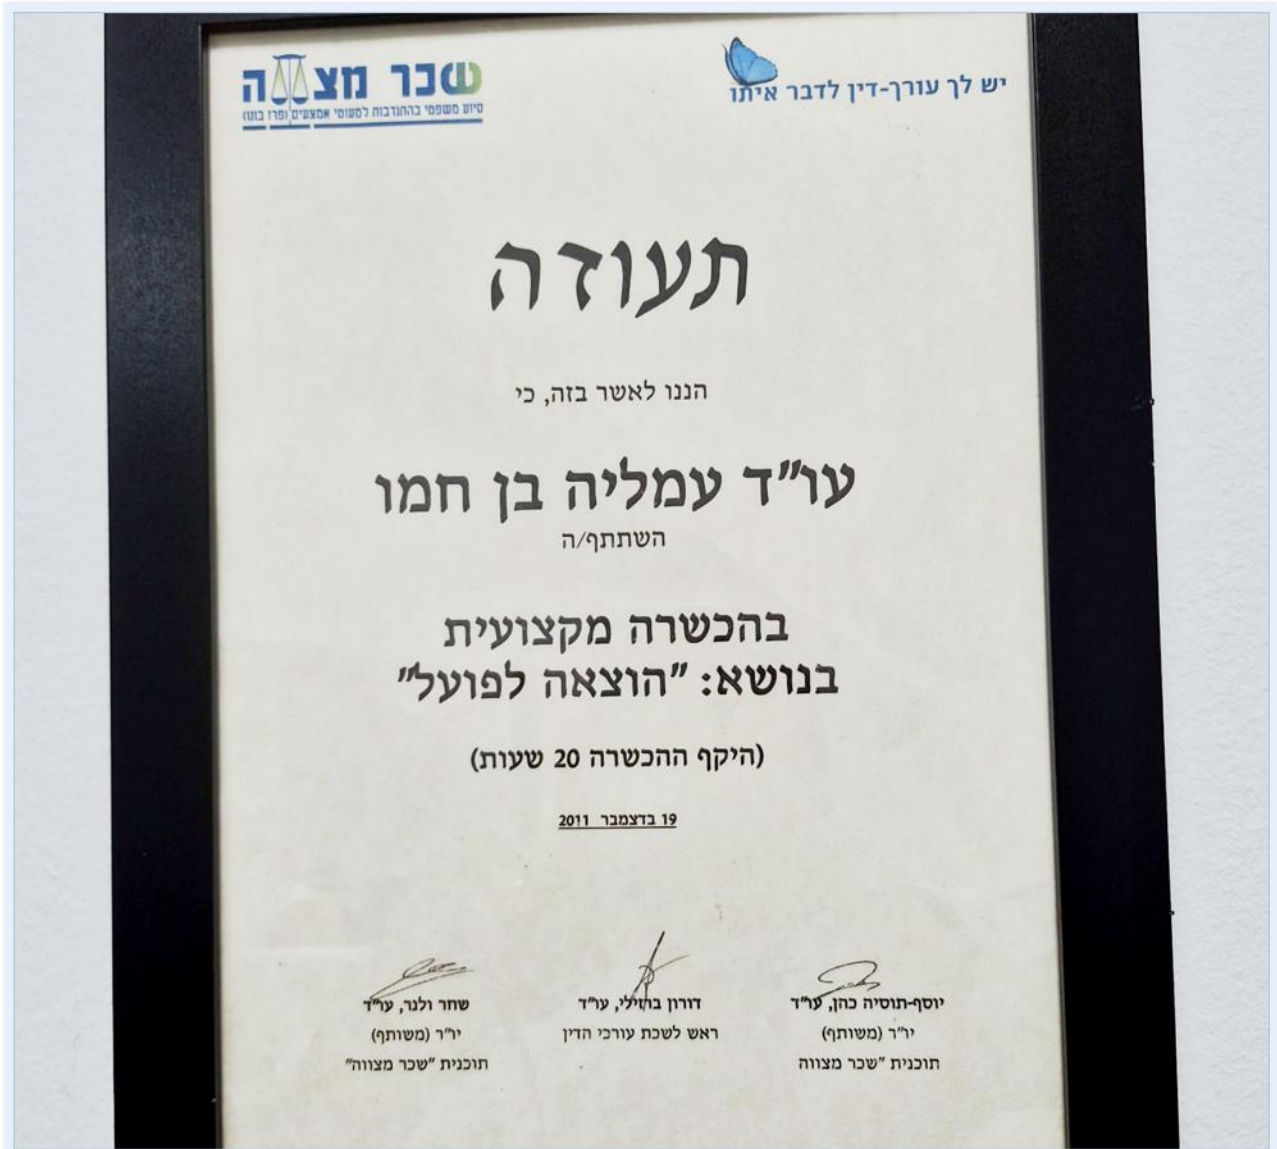 יש לך עורך-דין לדבר איתו
שכר מצווה
סיוע משפטי בהתנדבות למעוטי אמצעים (פרו בונו)
תעודה
הננו לאשר בזה, כי
עו"ד עמליה בן חמו
השתתף/ה
בהכשרה מקצועית
בנושא: "הוצאה לפועל"
(היקף ההכשרה 20 שעות)
19 בדצמבר 2011
יוסף-תוסיה כהן, עו"ד
יו"ר (משותף)
תוכנית "שכר מצווה
דורון ברזילי, עו"ד
ראש לשכת עורכי הדין
שחר ולנר, עו"ד
יו"ר (משותף)
תוכנית "שכר מצווה"